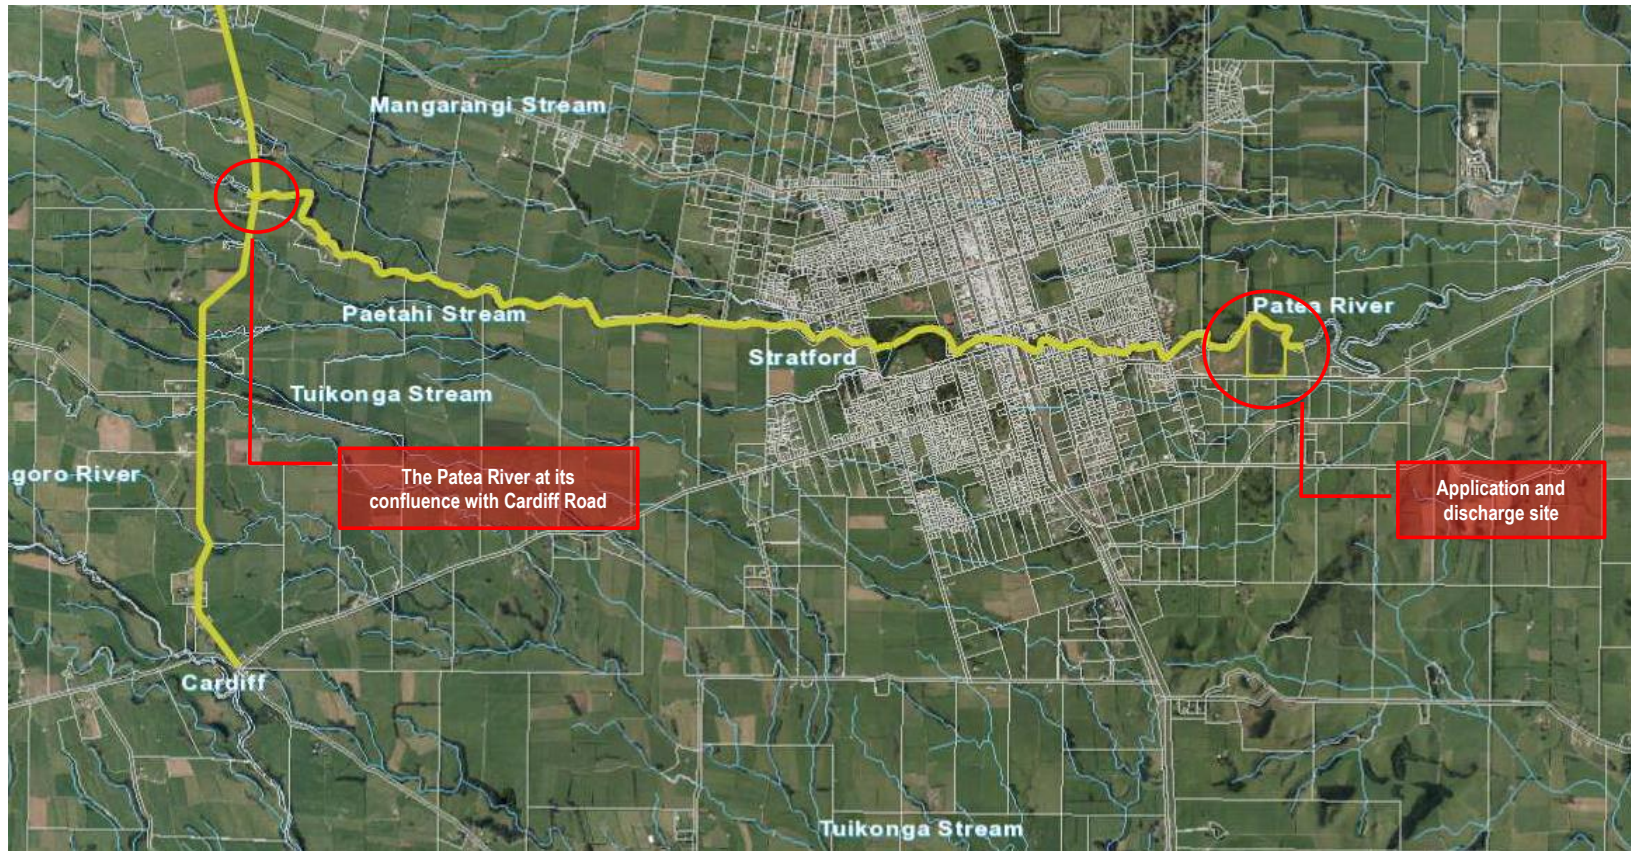 Mangarangi Stream
Patea River
Paetahi Stream
Stratford
Tuikonga Stream
goro River
The Patea River at its
confluence with Cardiff Road
Application and
discharge site
Cardiff
Tuikonga Stream